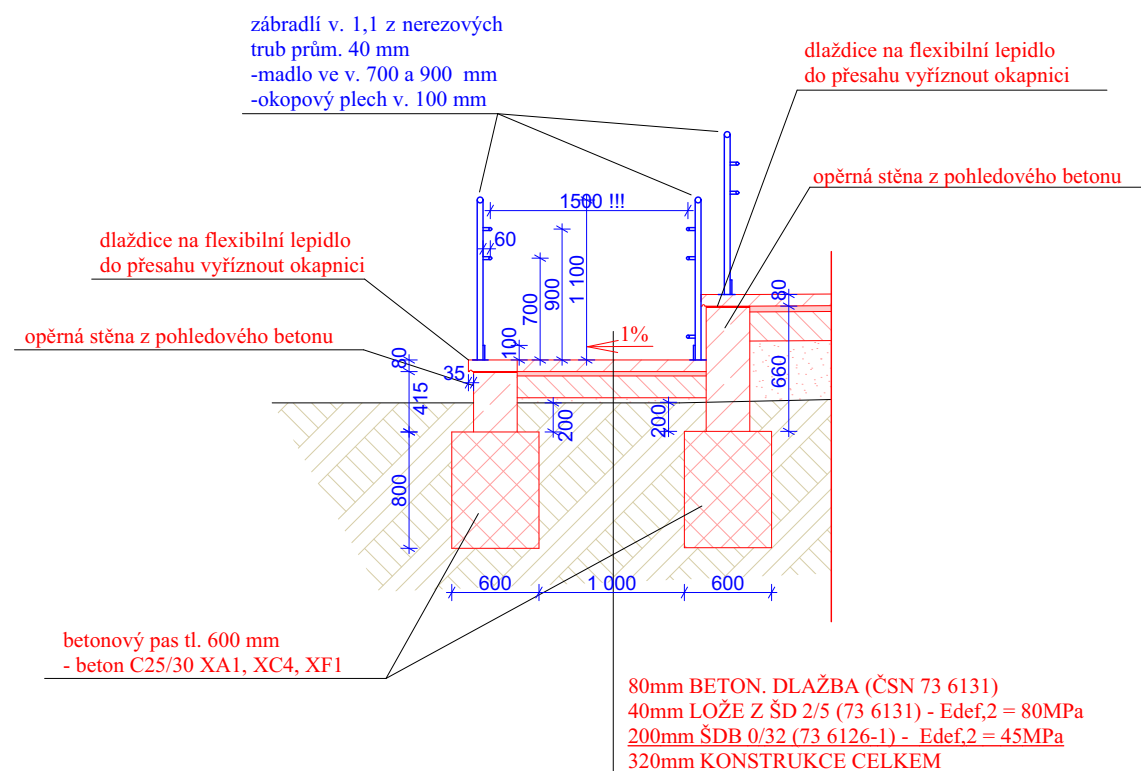 zábradlí v. 1,1 z nerezových
trub prům. 40 mm
-madlo ve v. 700 a 900 mm
-okopový plech v. 100 mm
dlaždice na flexibilní lepidlo
do přesahu vyříznout okapnici
opěrná stěna z pohledového betonu
1500 !!!
60
dlaždice na flexibilní lepidlo
do přesahu vyříznout okapnici
700
900
1 100
80
opěrná stěna z pohledového betonu
100
1%
80
35
415
660
200
200
800
600
1 000
600
betonový pas tl. 600 mm
- beton C25/30 XA1, XC4, XF1
80mm BETON. DLAŽBA (ČSN 73 6131)
40mm LOŽE Z ŠD 2/5 (73 6131) - Edef,2 = 80MPa
200mm ŠDB 0/32 (73 6126-1) - Edef,2 = 45MPa
320mm KONSTRUKCE CELKEM